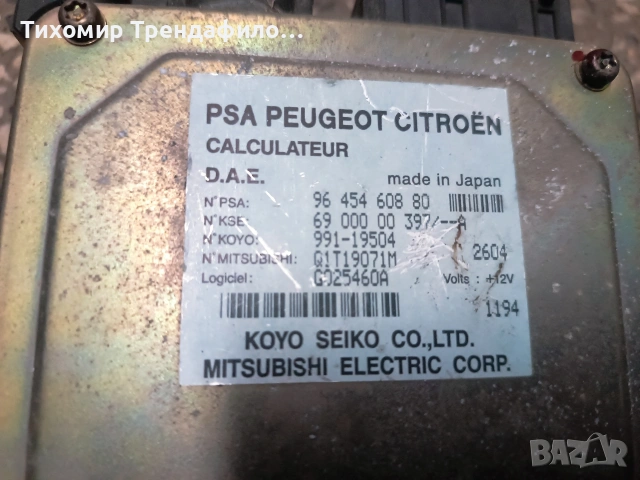 Тихомир Трендафило...
PSA PEUGEOT CITROËN
CALCULATEUR
D.A.E. made in Japan
N°PSA: 96 454 608 80
N°KSE: 69 000 00 397/--A
N°KOYO: 991-19504
N°MITSUBISHI: Q1T19071M 2604
Logiciel: G025460A Volts : +12V
1194
KOYO SEIKO CO.,LTD.
MITSUBISHI ELECTRIC CORP.
BAZAR
bg